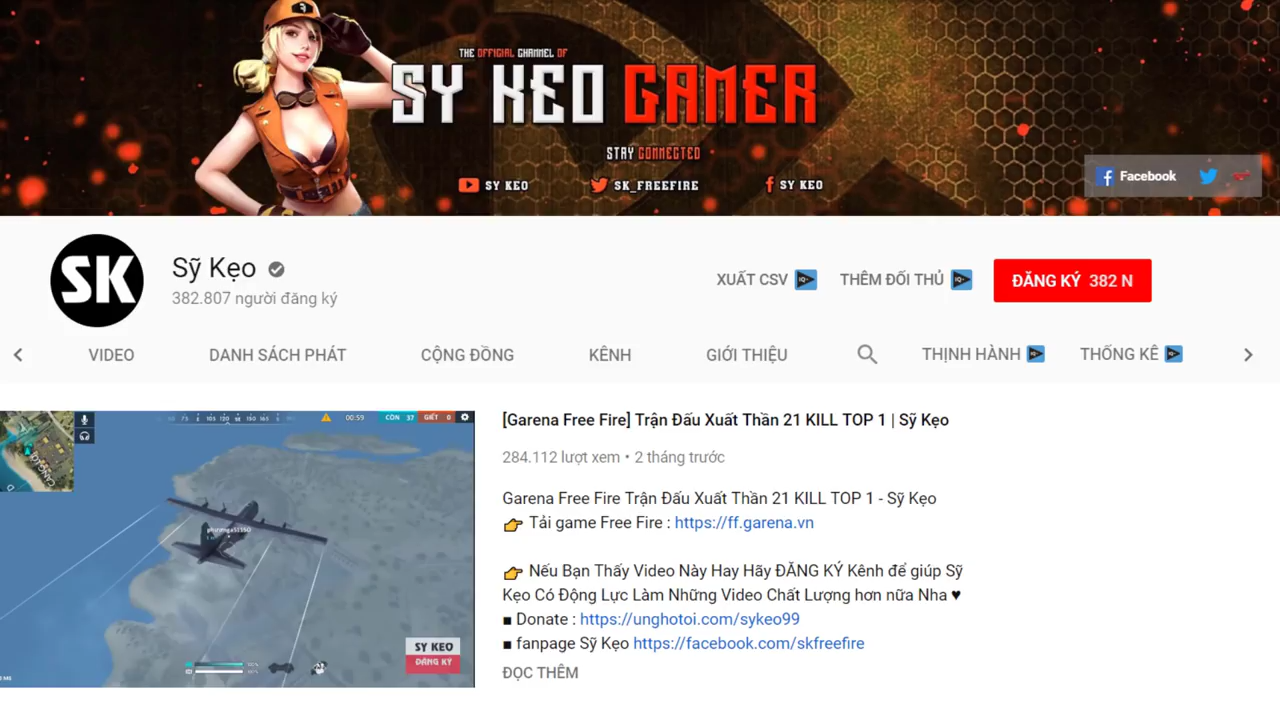 THE OFFICIAL CHANNEL OF
SY KEO GAMER
STAY CONNECTED
SY KEO
SK_FREEFIRE
SY KEO
Facebook
SK
Sỹ Kẹo
382.807 người đăng ký
XUẤT CSV
THÊM ĐỐI THỦ
ĐĂNG KÝ 382 N
VIDEO
DANH SÁCH PHÁT
CỘNG ĐỒNG
KÊNH
GIỚI THIỆU
THỊNH HÀNH
THỐNG KÊ
00:59
CÒN 37
GIẾT 0
SY KEO
ĐĂNG KÝ
[Garena Free Fire] Trận Đấu Xuất Thần 21 KILL TOP 1 | Sỹ Kẹo
284.112 lượt xem • 2 tháng trước
Garena Free Fire Trận Đấu Xuất Thần 21 KILL TOP 1 - Sỹ Kẹo
👉 Tải game Free Fire : https://ff.garena.vn
👉 Nếu Bạn Thấy Video Này Hay Hãy ĐĂNG KÝ Kênh để giúp Sỹ
Kẹo Có Động Lực Làm Những Video Chất Lượng hơn nữa Nha ♥
■ Donate : https://unghotoi.com/sykeo99
■ fanpage Sỹ Kẹo https://facebook.com/skfreefire
ĐỌC THÊM